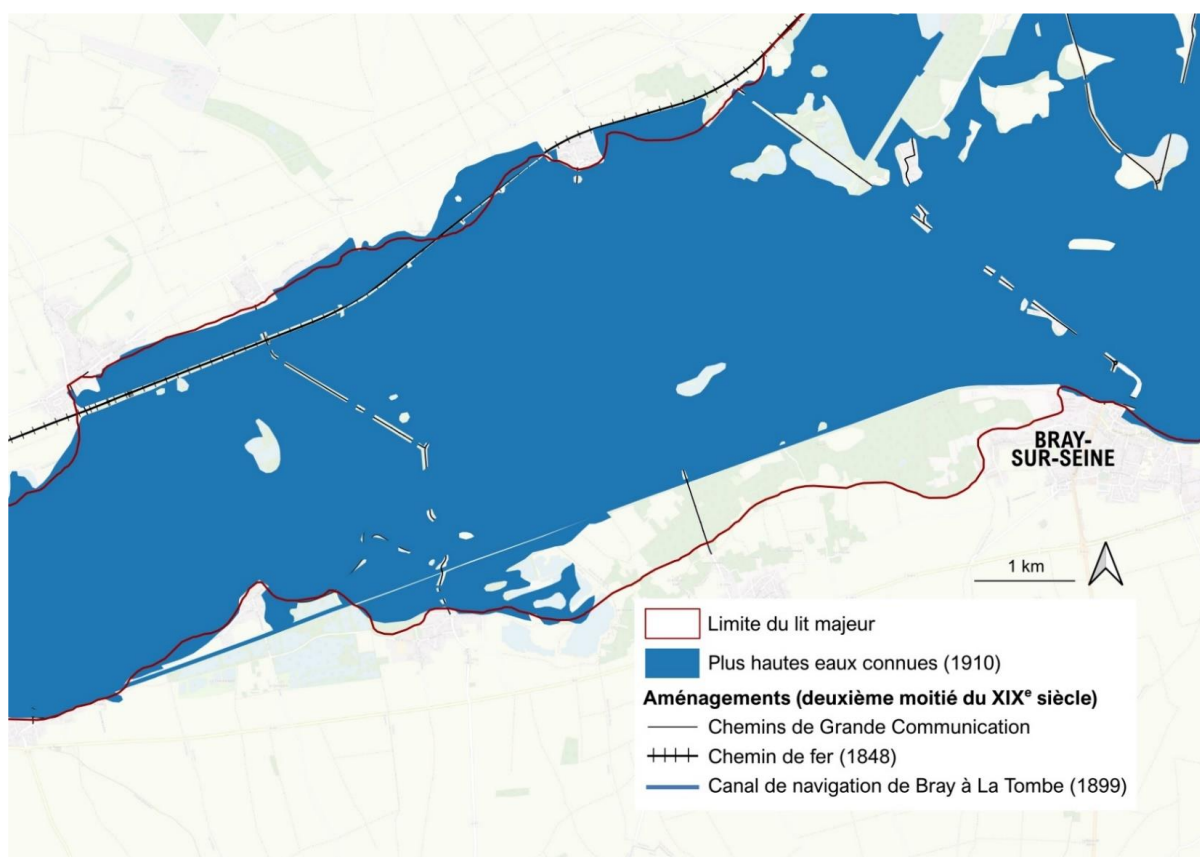 BRAY-
SUR-SEINE
1 km
Limite du lit majeur
Plus hautes eaux connues (1910)
Aménagements (deuxième moitié du XIXe siècle)
Chemins de Grande Communication
Chemin de fer (1848)
Canal de navigation de Bray à La Tombe (1899)